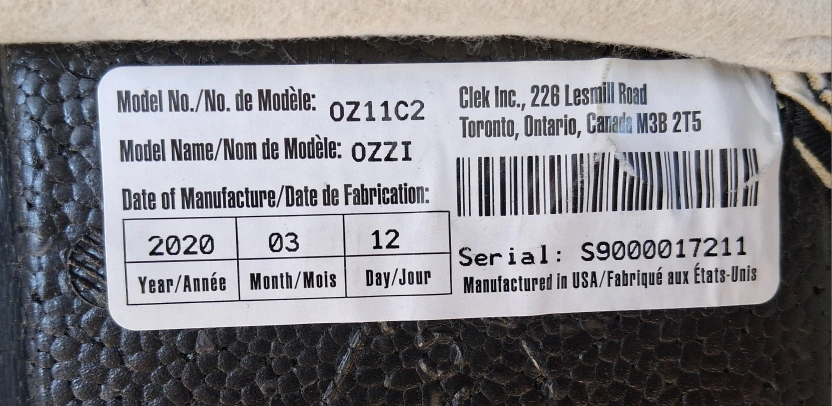 Model No./No. de Modèle: OZ11C2
Model Name/Nom de Modèle: OZZI
Date of Manufacture/Date de Fabrication:
2020 03 12
Year/Année Month/Mois Day/Jour
Clek Inc., 226 Lesmill Road
Toronto, Ontario, Canada M3B 2T5
Serial: S9000017211
Manufactured in USA/Fabriqué aux États-Unis